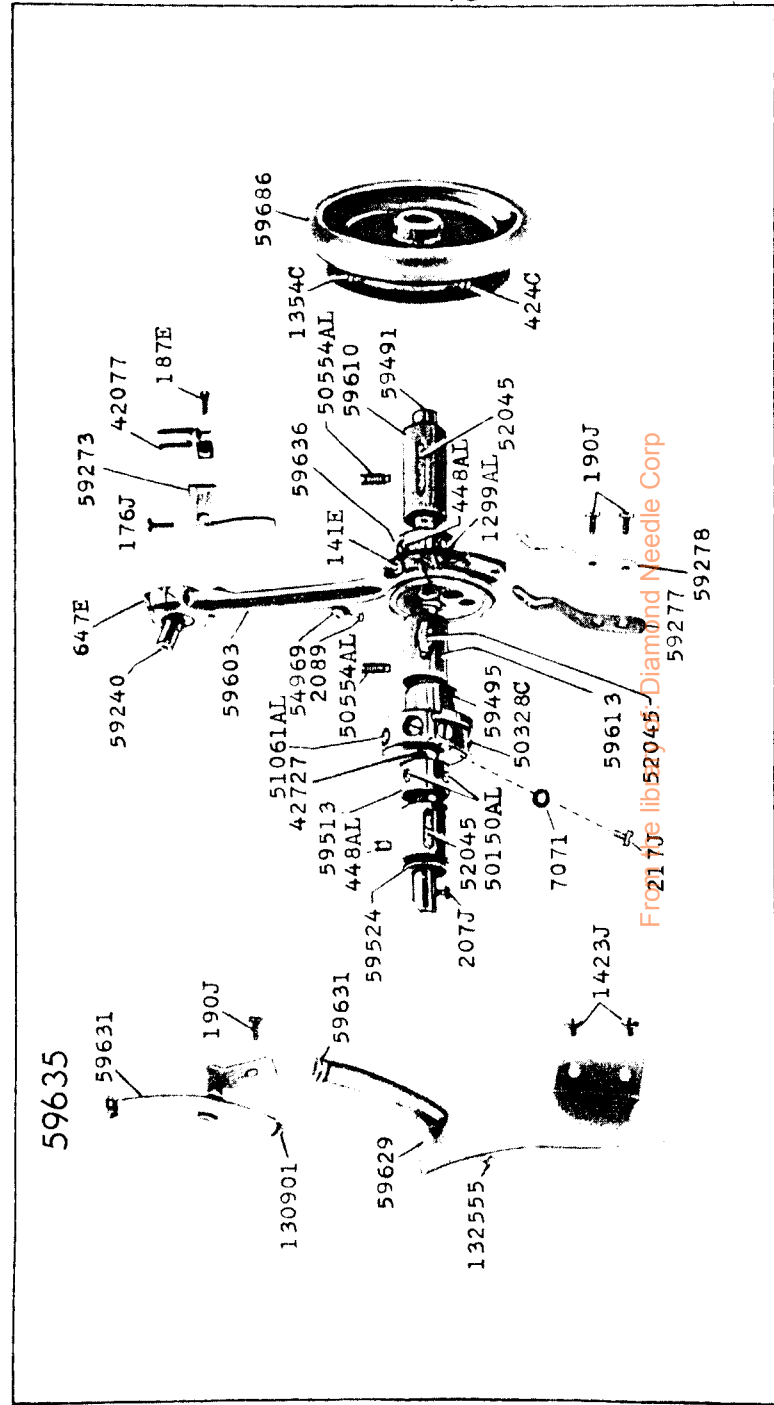 59635
59631
190J
130901
59631
59629
132555
1423J
59524
207J
448AL
59513
42727
51061AL
52045
50150AL
7071
217J
50554AL
2089
54969
59603
59240
647E
59495
50328C
59613
52045
176J
59273
42077
187E
141E
59636
50554AL
59610
59491
52045
448AL
1299AL
190J
59277
59278
1354C
59686
424C
From the library of: Diamond Needle Corp